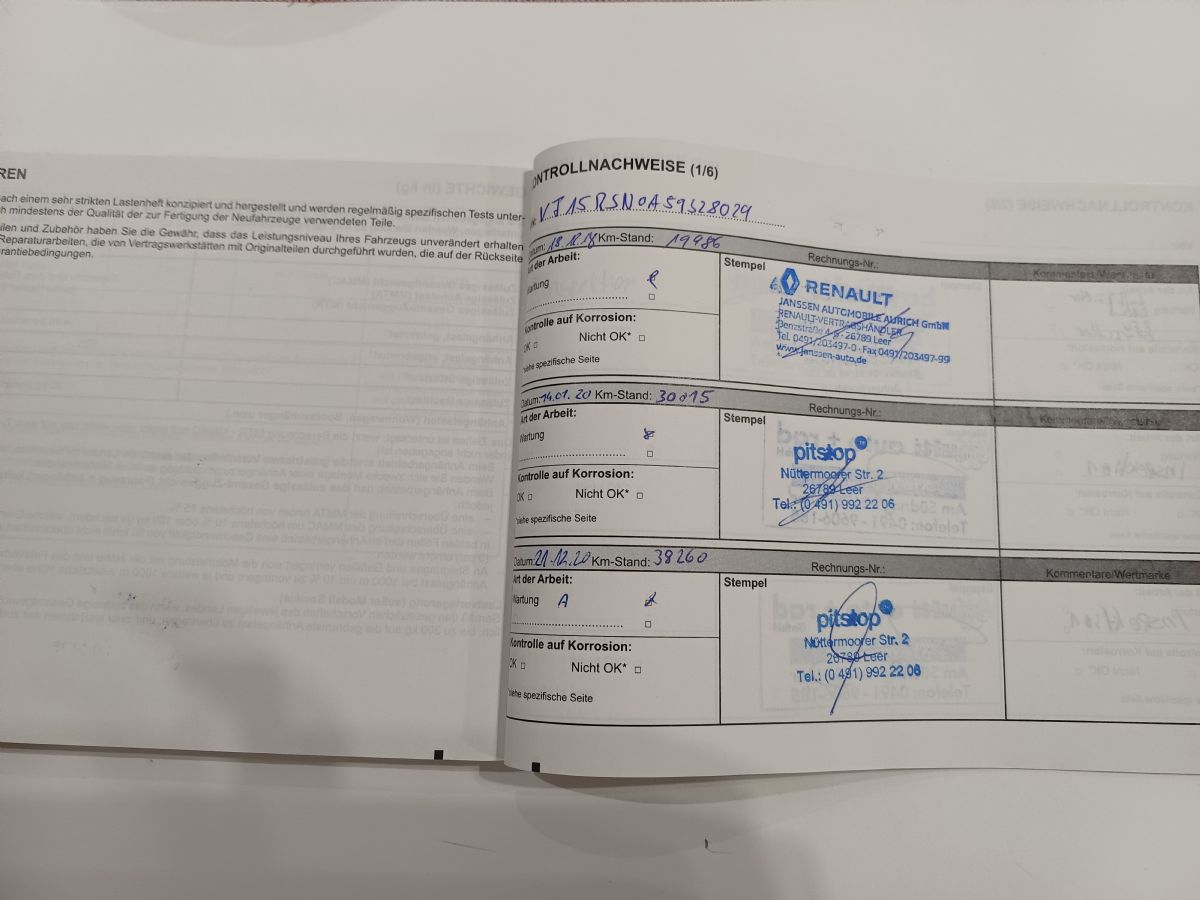 REN
ach einem sehr strikten Lastenheft konzipiert und hergestellt und werden regelmäßig spezifischen Tests unter-
h mindestens der Qualität der zur Fertigung der Neufahrzeuge verwendeten Teile.
ilen und Zubehör haben Sie die Gewähr, dass das Leistungsniveau Ihres Fahrzeugs unverändert erhalten
Reparaturarbeiten, die von Vertragswerkstätten mit Originalteilen durchgeführt wurden, die auf der Rückseite
rantiebedingungen.
ONTROLLNACHWEISE (1/6)
VF15RSN0A59528029
Datum: 18.12.18 Km-Stand: 19486
Rechnungs-Nr.:
Kommentare/Wertmarke
Art der Arbeit:
Wartung
Kontrolle auf Korrosion:
OK □ Nicht OK* □
*siehe spezifische Seite
Stempel
RENAULT
JANSSEN AUTOMOBILE AURICH GmbH
RENAULT-VERTRAGSHÄNDLER
Benzstraße 4-6 - 26789 Leer
Tel. 0491/203497-0 · Fax 0491/203497-99
www.janssen-auto.de
Datum: 14.01.20 Km-Stand: 30015
Rechnungs-Nr.:
Art der Arbeit:
Wartung
Kontrolle auf Korrosion:
OK □ Nicht OK* □
*siehe spezifische Seite
Stempel
pitstop
Nüttermoorer Str. 2
26789 Leer
Tel.: (0 491) 992 22 06
Datum: 21.12.20 Km-Stand: 38260
Rechnungs-Nr.:
Kommentare/Wertmarke
Art der Arbeit:
Wartung A
Kontrolle auf Korrosion:
OK □ Nicht OK* □
*siehe spezifische Seite
Stempel
pitstop
Nüttermoorer Str. 2
26789 Leer
Tel.: (0 491) 992 22 06